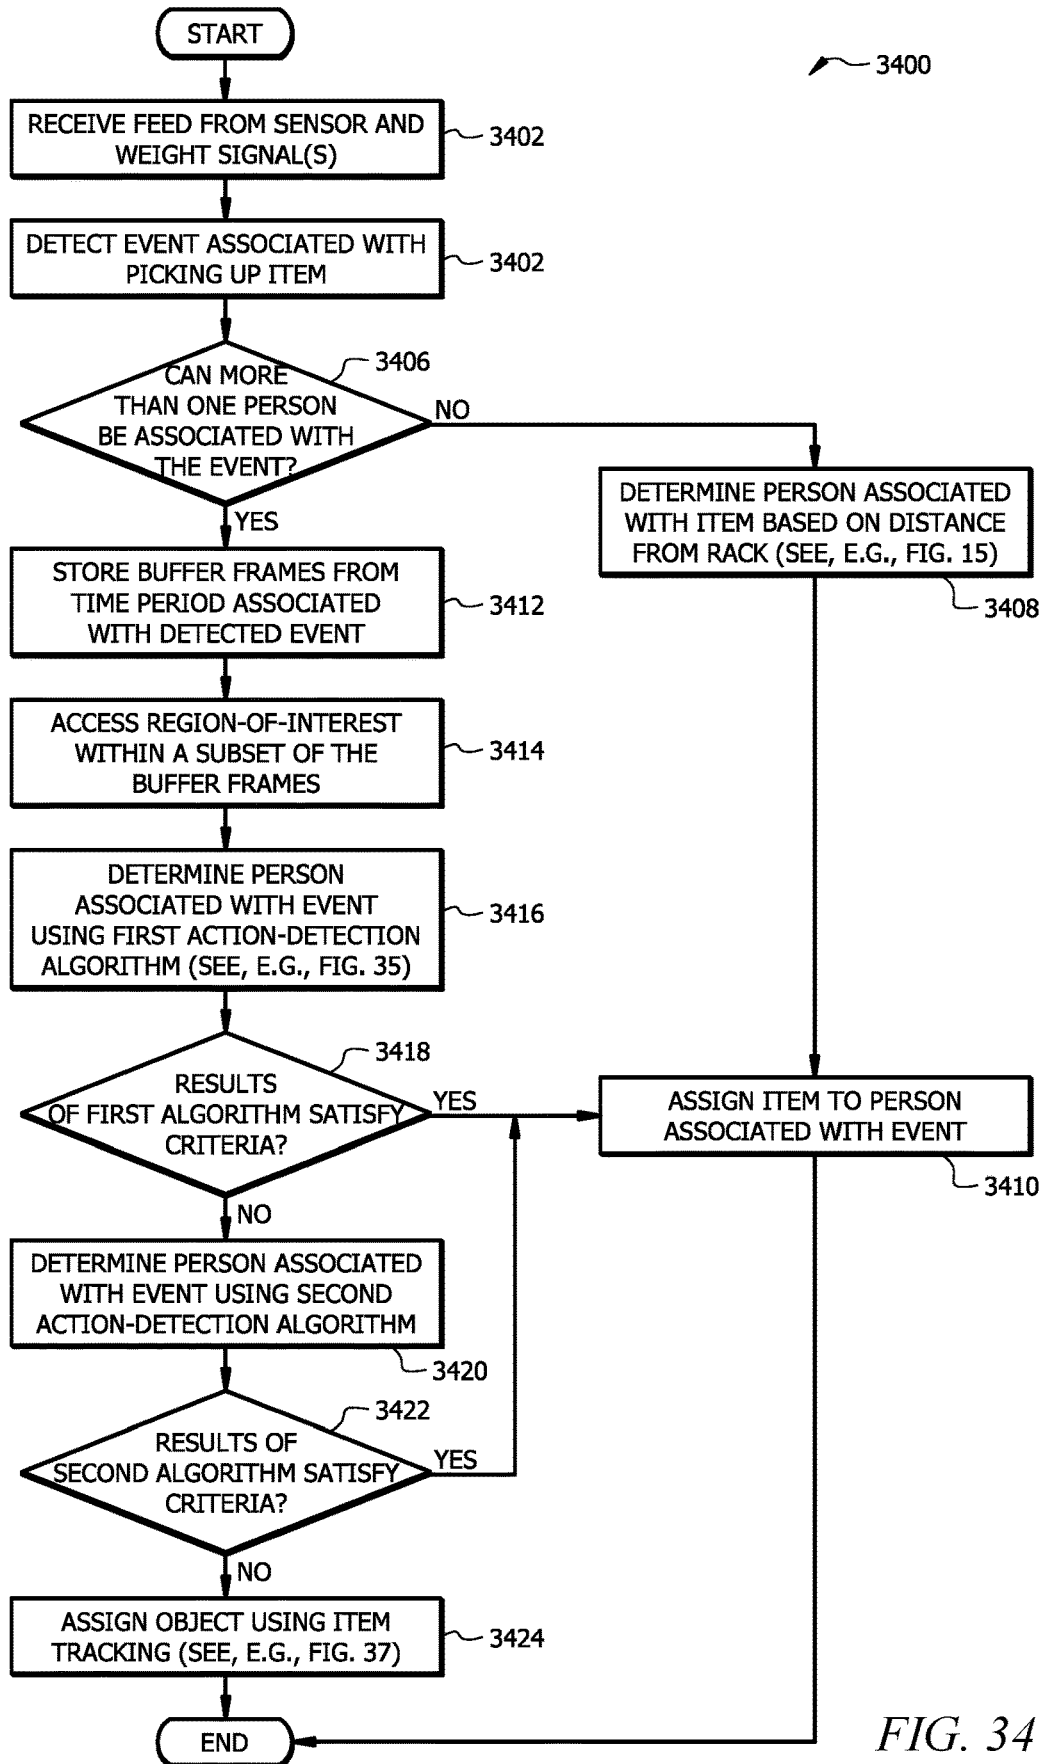 START
3400
RECEIVE FEED FROM SENSOR AND
WEIGHT SIGNAL(S)
3402
DETECT EVENT ASSOCIATED WITH
PICKING UP ITEM
3402
3406
CAN MORE
THAN ONE PERSON
BE ASSOCIATED WITH
THE EVENT?
NO
YES
DETERMINE PERSON ASSOCIATED
WITH ITEM BASED ON DISTANCE
FROM RACK (SEE, E.G., FIG. 15)
3408
STORE BUFFER FRAMES FROM
TIME PERIOD ASSOCIATED
WITH DETECTED EVENT
3412
ACCESS REGION-OF-INTEREST
WITHIN A SUBSET OF THE
BUFFER FRAMES
3414
DETERMINE PERSON
ASSOCIATED WITH EVENT
USING FIRST ACTION-DETECTION
ALGORITHM (SEE, E.G., FIG. 35)
3416
3418
RESULTS
OF FIRST ALGORITHM SATISFY
CRITERIA?
YES
NO
ASSIGN ITEM TO PERSON
ASSOCIATED WITH EVENT
3410
DETERMINE PERSON ASSOCIATED
WITH EVENT USING SECOND
ACTION-DETECTION ALGORITHM
3420
3422
RESULTS OF
SECOND ALGORITHM SATISFY
CRITERIA?
YES
NO
ASSIGN OBJECT USING ITEM
TRACKING (SEE, E.G., FIG. 37)
3424
END
FIG. 34